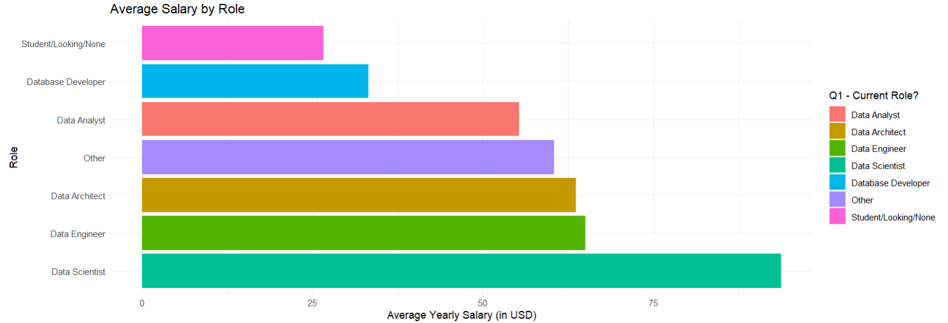 Average Salary by Role
Role
Student/Looking/None
Database Developer
Data Analyst
Other
Data Architect
Data Engineer
Data Scientist
0 25 50 75
Average Yearly Salary (in USD)
Q1 - Current Role?
Data Analyst
Data Architect
Data Engineer
Data Scientist
Database Developer
Other
Student/Looking/None